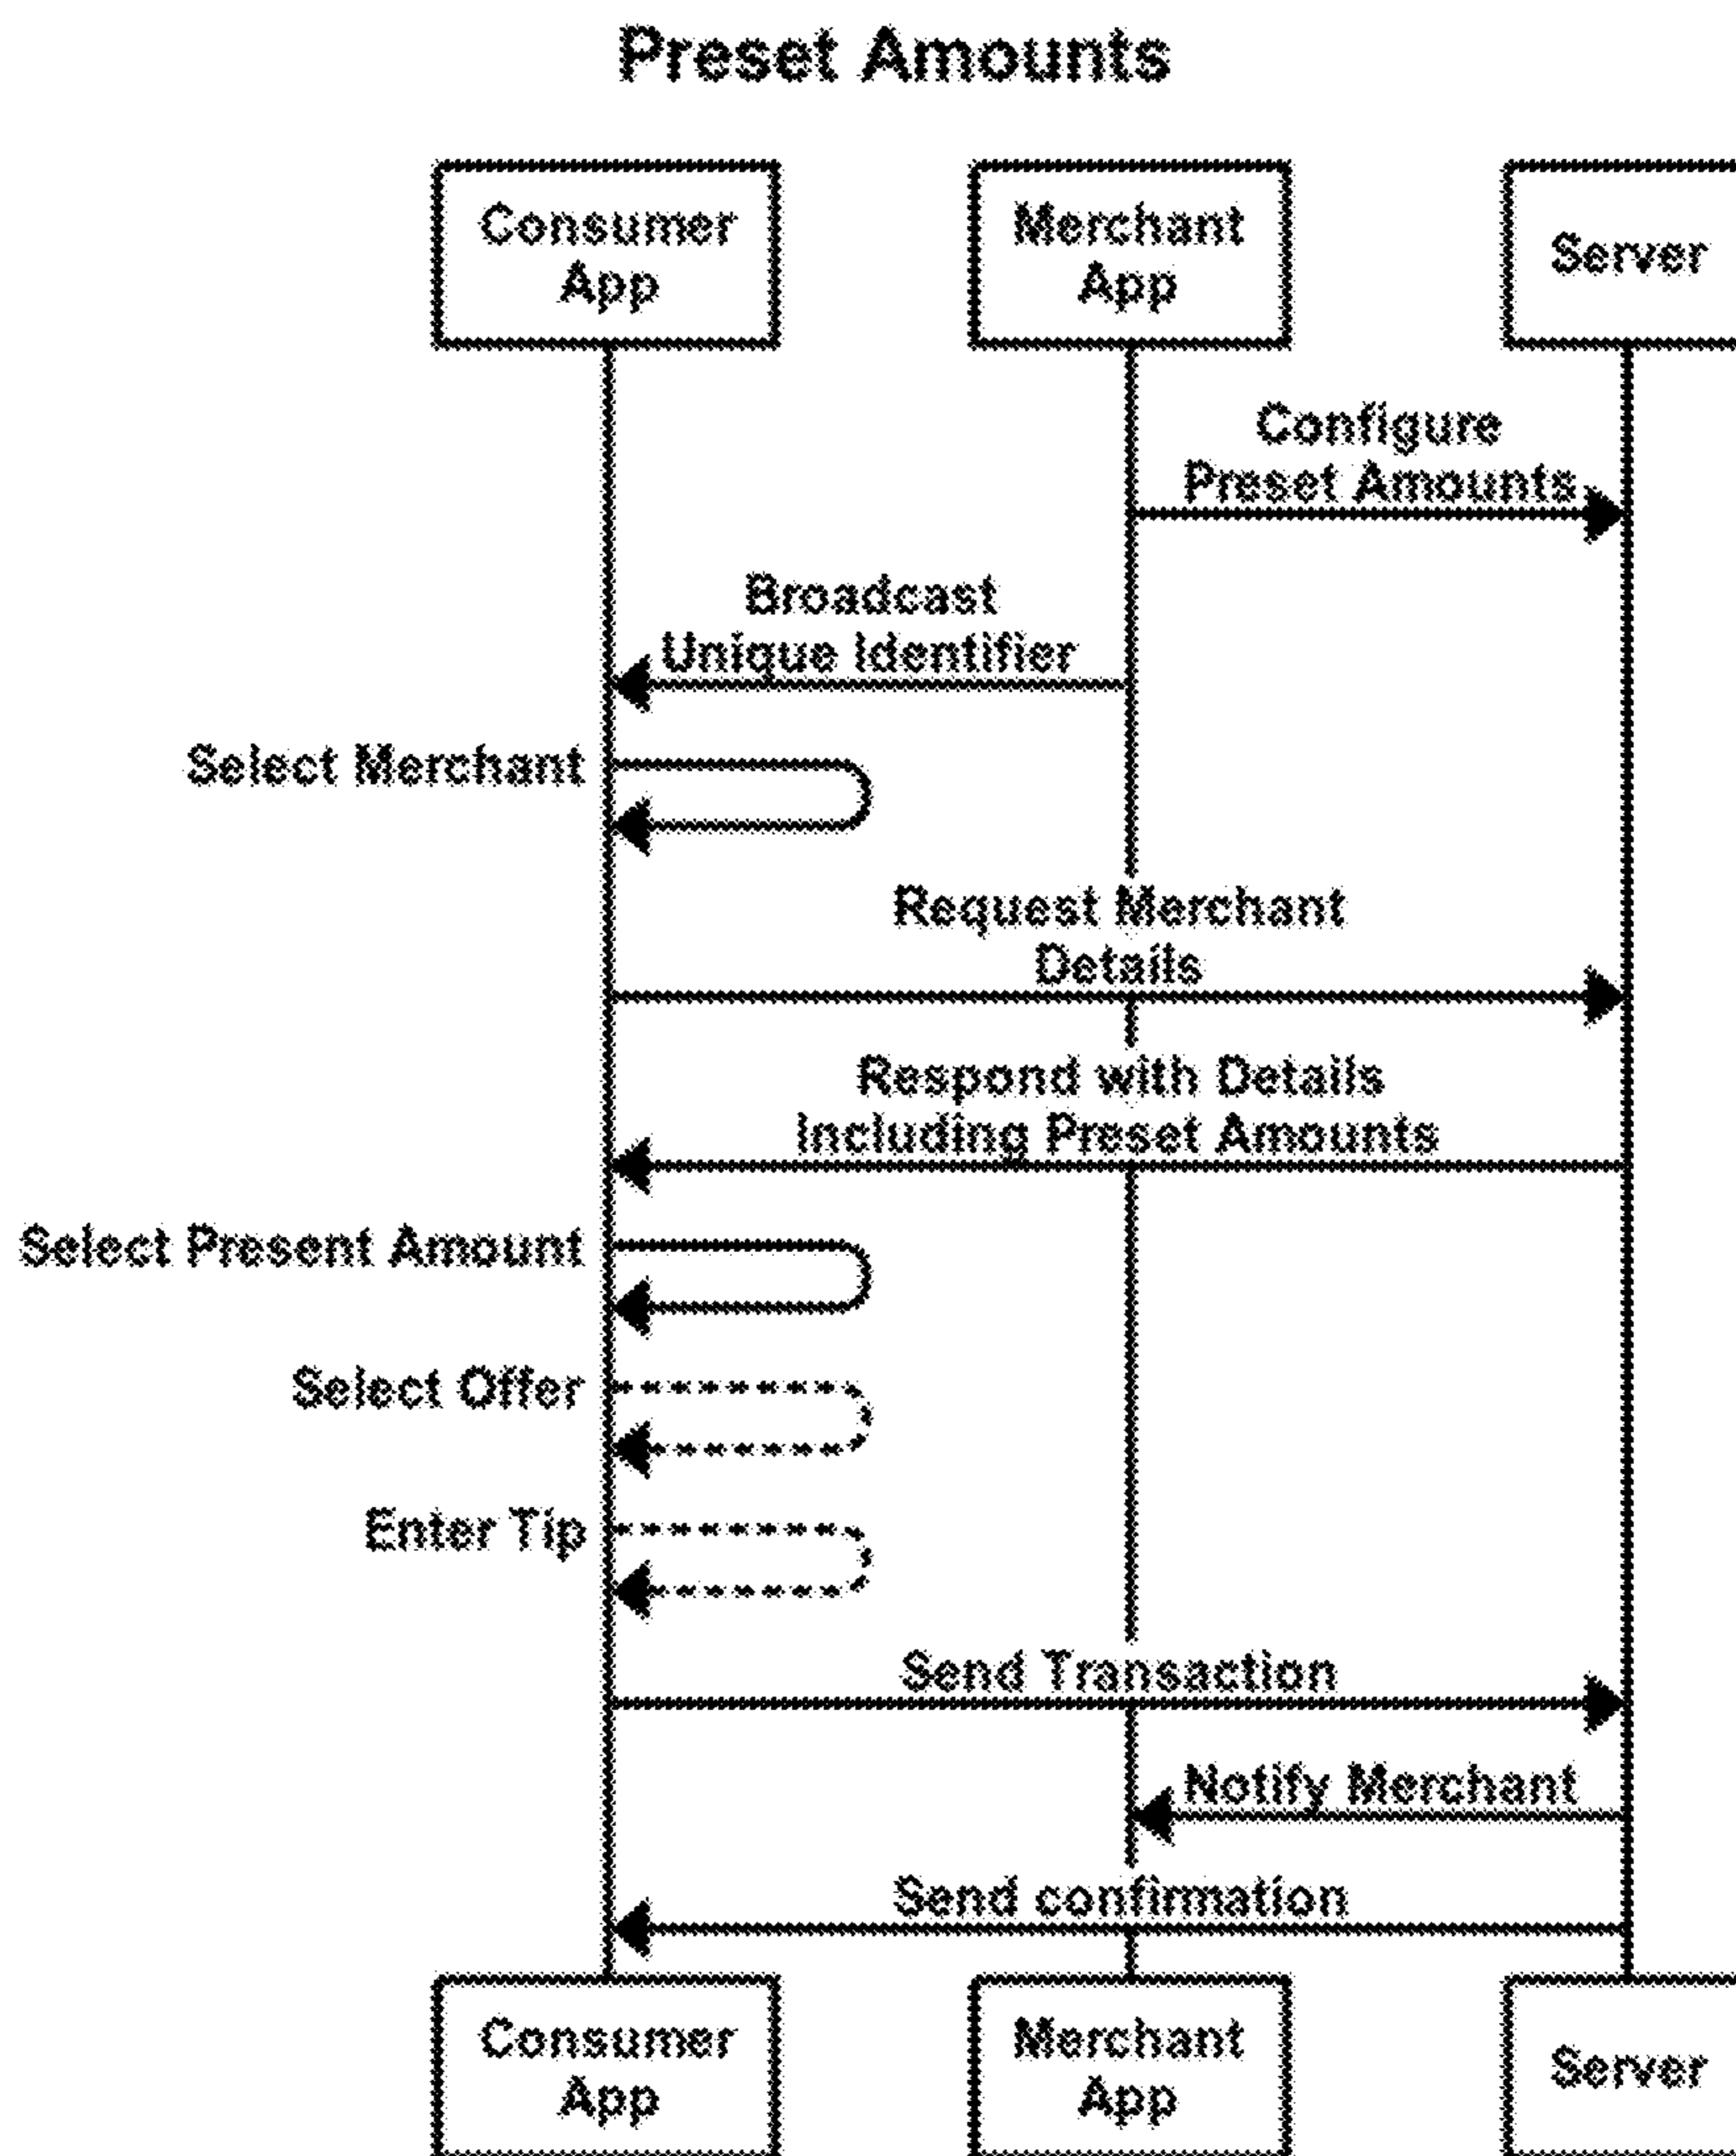 Preset Amounts
Consumer
App
Merchant
App
Server
Configure
Preset Amounts
Broadcast
Unique Identifier
Select Merchant
Request Merchant
Details
Respond with Details
Including Preset Amounts
Select Present Amount
Select Offer
Enter Tip
Send Transaction
Notify Merchant
Send confirmation
Consumer
App
Merchant
App
Server